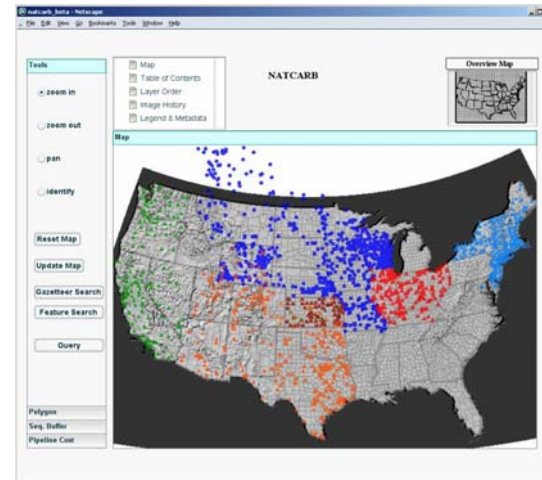 natcarb_beta - Netscape
File Edit View Go Bookmarks Tools Window Help
Tools
zoom in
zoom out
pan
identify
Reset Map
Update Map
Gazetteer Search
Feature Search
Query
Polygon
Seq. Buffer
Pipeline Cost
Map
Table of Contents
Layer Order
Image History
Legend & Metadata
NATCARB
Overview Map
Map